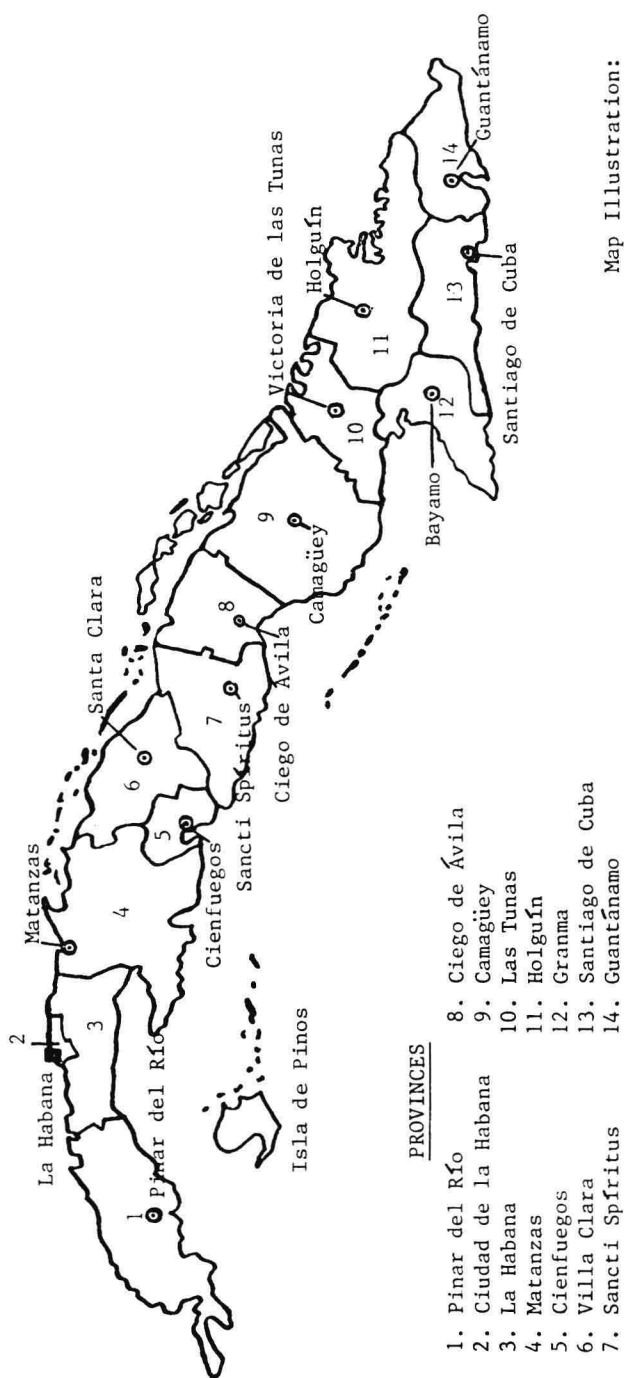 La Habana
2
Matanzas
Santa Clara
Victoria de las Tunas
Holguín
1
Pinar del Río
3
4
5
6
7
8
9
10
11
12
13
14
Guantánamo
Isla de Pinos
Cienfuegos
Sancti Spíritus
Ciego de Ávila
Camagüey
Bayamo
Santiago de Cuba
PROVINCES
1. Pinar del Río
2. Ciudad de la Habana
3. La Habana
4. Matanzas
5. Cienfuegos
6. Villa Clara
7. Sancti Spíritus
8. Ciego de Ávila
9. Camagüey
10. Las Tunas
11. Holguín
12. Granma
13. Santiago de Cuba
14. Guantánamo
Map Illustration: